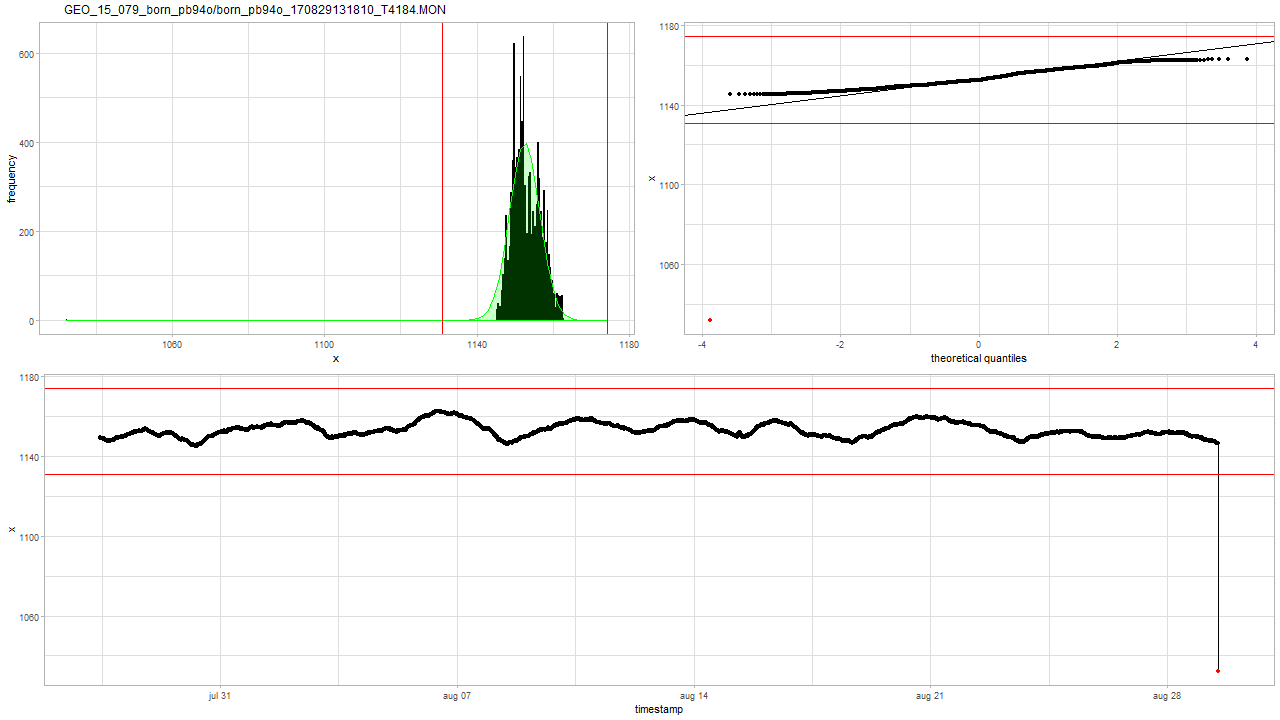 GEO_15_079_born_pb94o/born_pb94o_170829131810_T4184.MON
frequency
600
400
200
0
1060
1100
1140
1180
x
x
1180
1140
1100
1060
-4
-2
0
2
4
theoretical quantiles
x
1180
1140
1100
1060
jul 31
aug 07
aug 14
aug 21
aug 28
timestamp